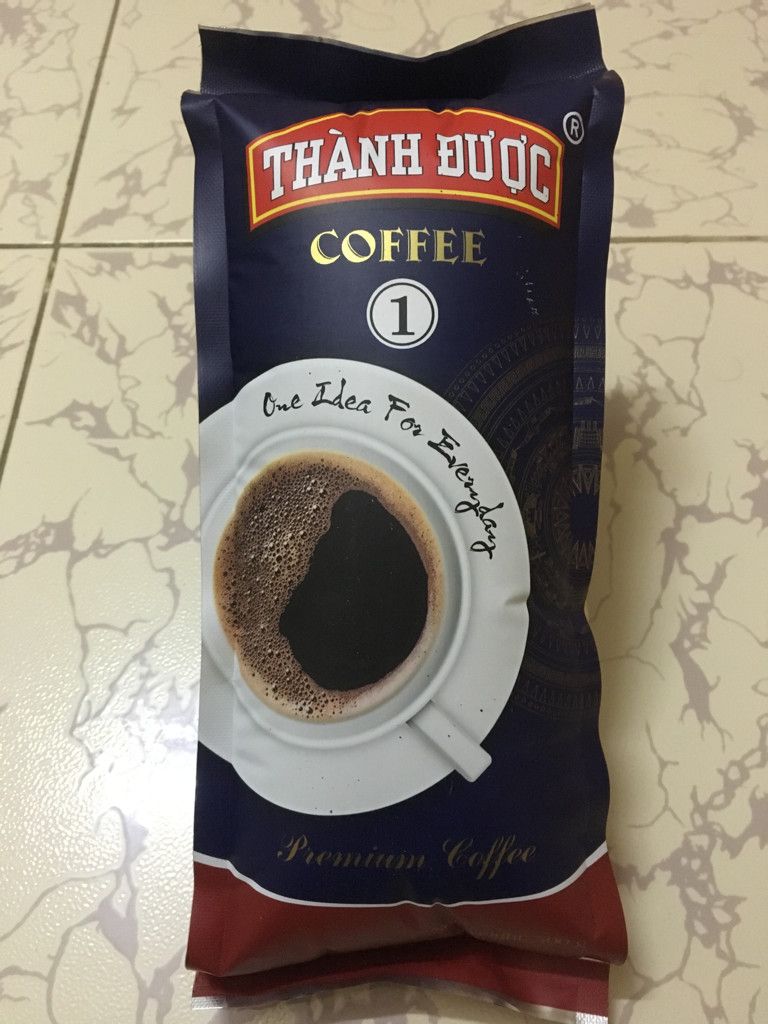 THÀNH ĐƯỢC
®
COFFEE
1
One Idea For Everyday
Premium Coffee